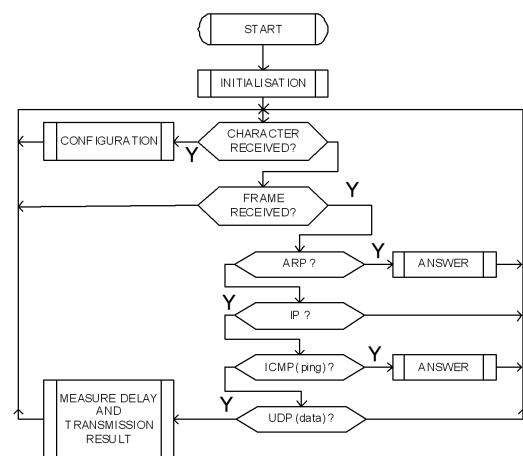 START
INITIALISATION
CONFIGURATION
Y
CHARACTER
RECEIVED?
FRAME
RECEIVED?
Y
ARP ?
Y
ANSWER
Y
IP ?
ICMP(ping)?
Y
ANSWER
MEASURE DELAY
AND
TRANSMISSION
RESULT
Y
UDP (data) ?